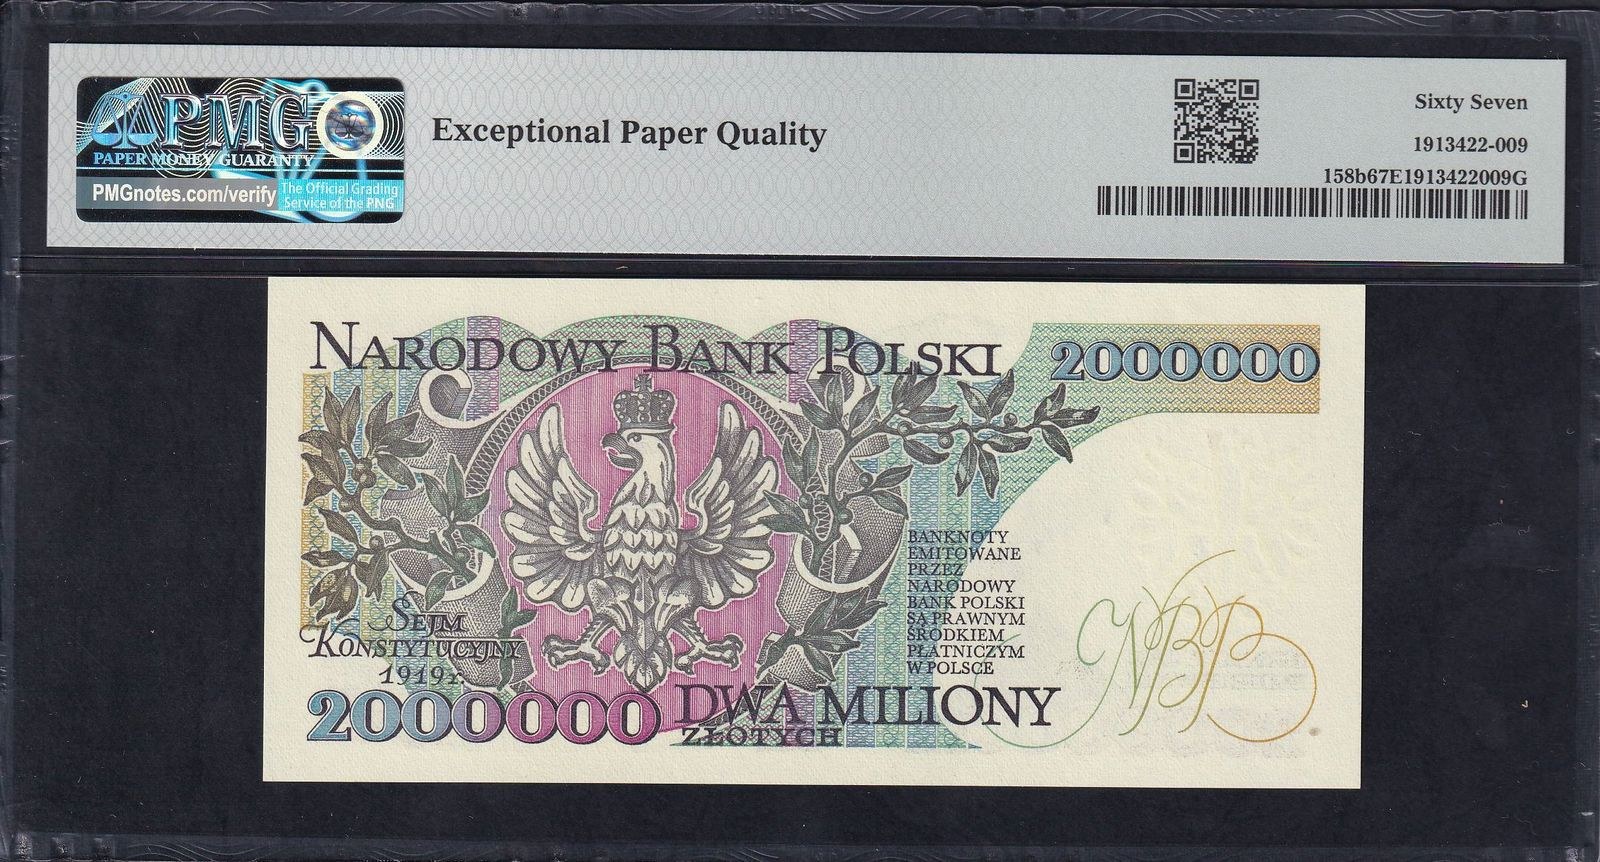 PMG
PAPER MONEY GUARANTY
PMGnotes.com/verify
The Official Grading
Service of the PNG
Exceptional Paper Quality
Sixty Seven
1913422-009
158b67E1913422009G
NARODOWY BANK POLSKI
2000000
BANKNOTY
EMITOWANE
PRZEZ
NARODOWY
BANK POLSKI
SĄ PRAWNYM
ŚRODKIEM
PŁATNICZYM
W POLSCE
SEJM
KONSTYTUCYJNY
1919 r.
2000000
DWA MILIONY
ZŁOTYCH
NBP